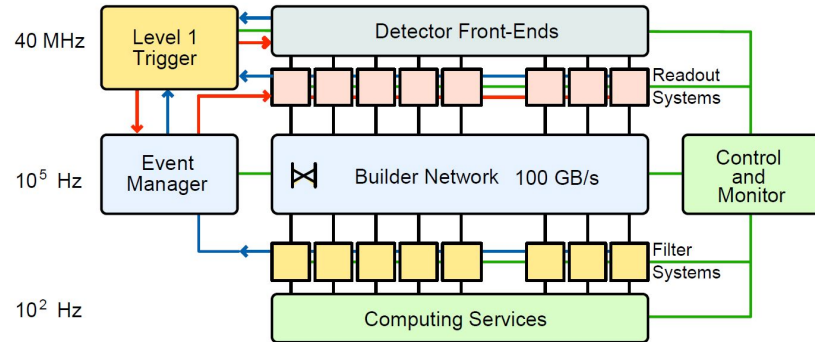 40 MHz
Level 1
Trigger
Detector Front-Ends
Readout
Systems
10⁵ Hz
Event
Manager
Builder Network 100 GB/s
Control
and
Monitor
Filter
Systems
10² Hz
Computing Services